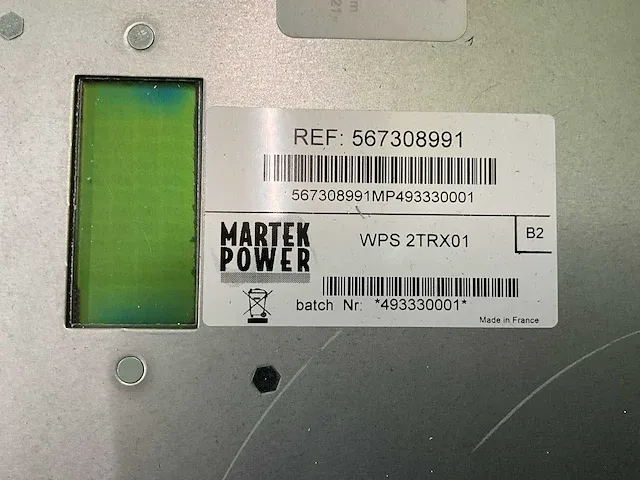 REF: 567308991
567308991MP493330001
MARTEK
POWER
WPS 2TRX01
B2
batch Nr: *493330001*
Made in France